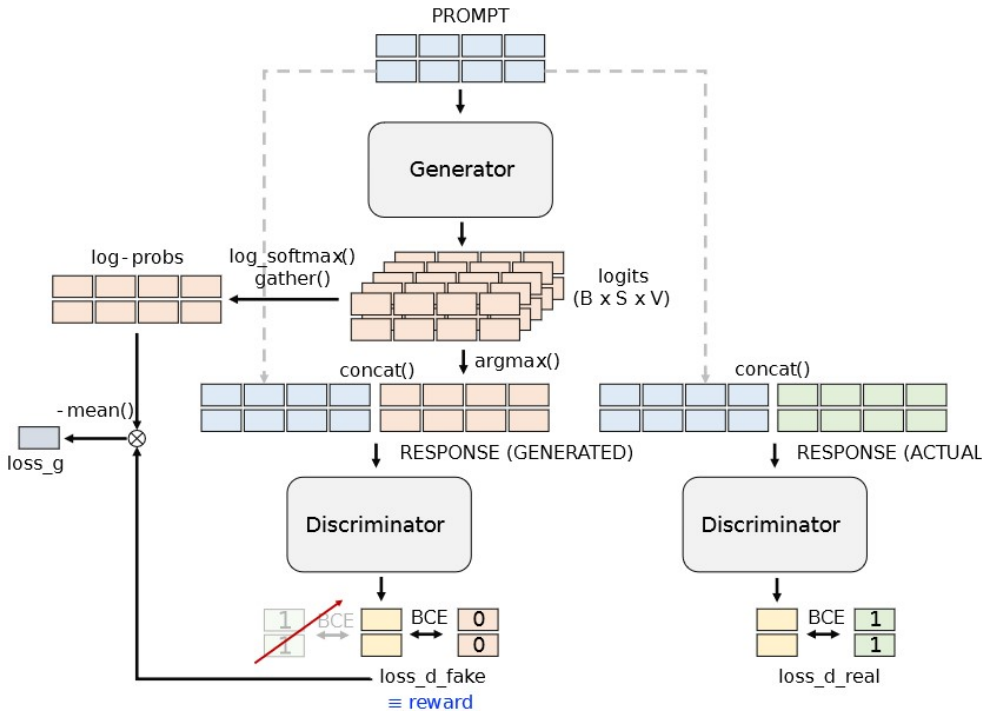 PROMPT
Generator
log-probs
log_softmax()
gather()
logits
(B x S x V)
argmax()
concat()
concat()
-mean()
loss_g
RESPONSE (GENERATED)
RESPONSE (ACTUAL
Discriminator
Discriminator
1 BCE BCE 0
1 0
BCE 1
1
loss_d_fake
≡ reward
loss_d_real